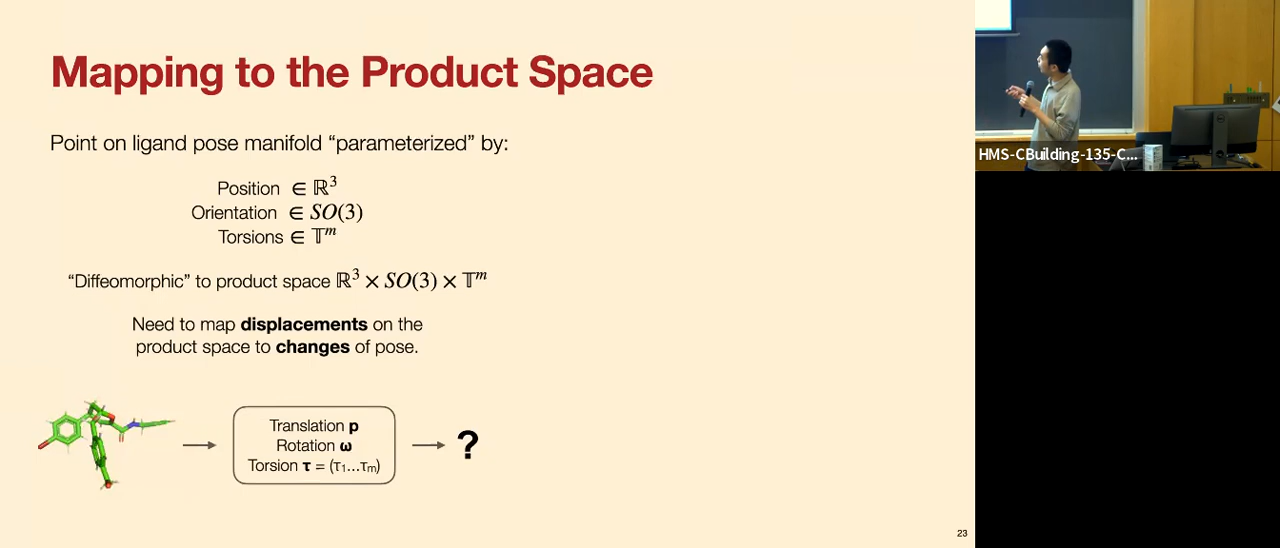 Mapping to the Product Space
Point on ligand pose manifold “parameterized” by:
Position ∈ ℝ³
Orientation ∈ SO(3)
Torsions ∈ 𝕋ᵐ
“Diffeomorphic” to product space ℝ³ × SO(3) × 𝕋ᵐ
Need to map displacements on the
product space to changes of pose.
Translation p
Rotation ω
Torsion τ = (τ₁...τₘ)
?
23
HMS-CBuilding-135-C...